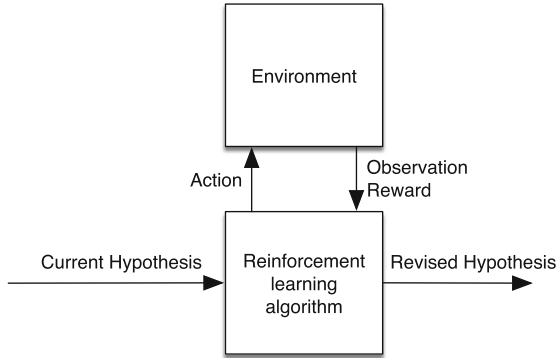 Environment
Action
Observation
Reward
Current Hypothesis
Reinforcement
learning
algorithm
Revised Hypothesis